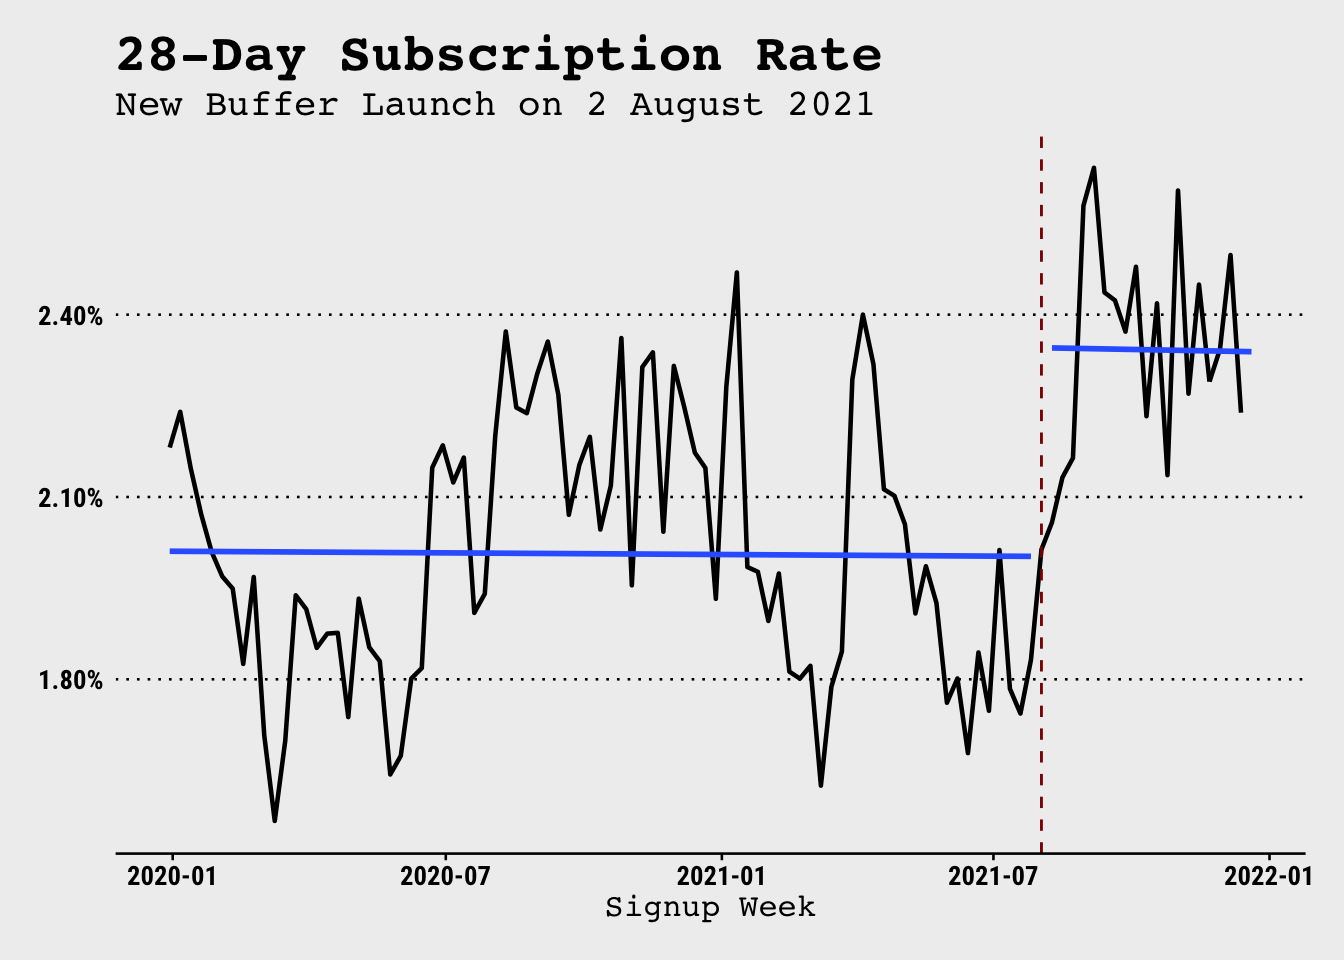 28-Day Subscription Rate
New Buffer Launch on 2 August 2021
2.40%
2.10%
1.80%
2020-01 2020-07 2021-01 2021-07 2022-01
Signup Week